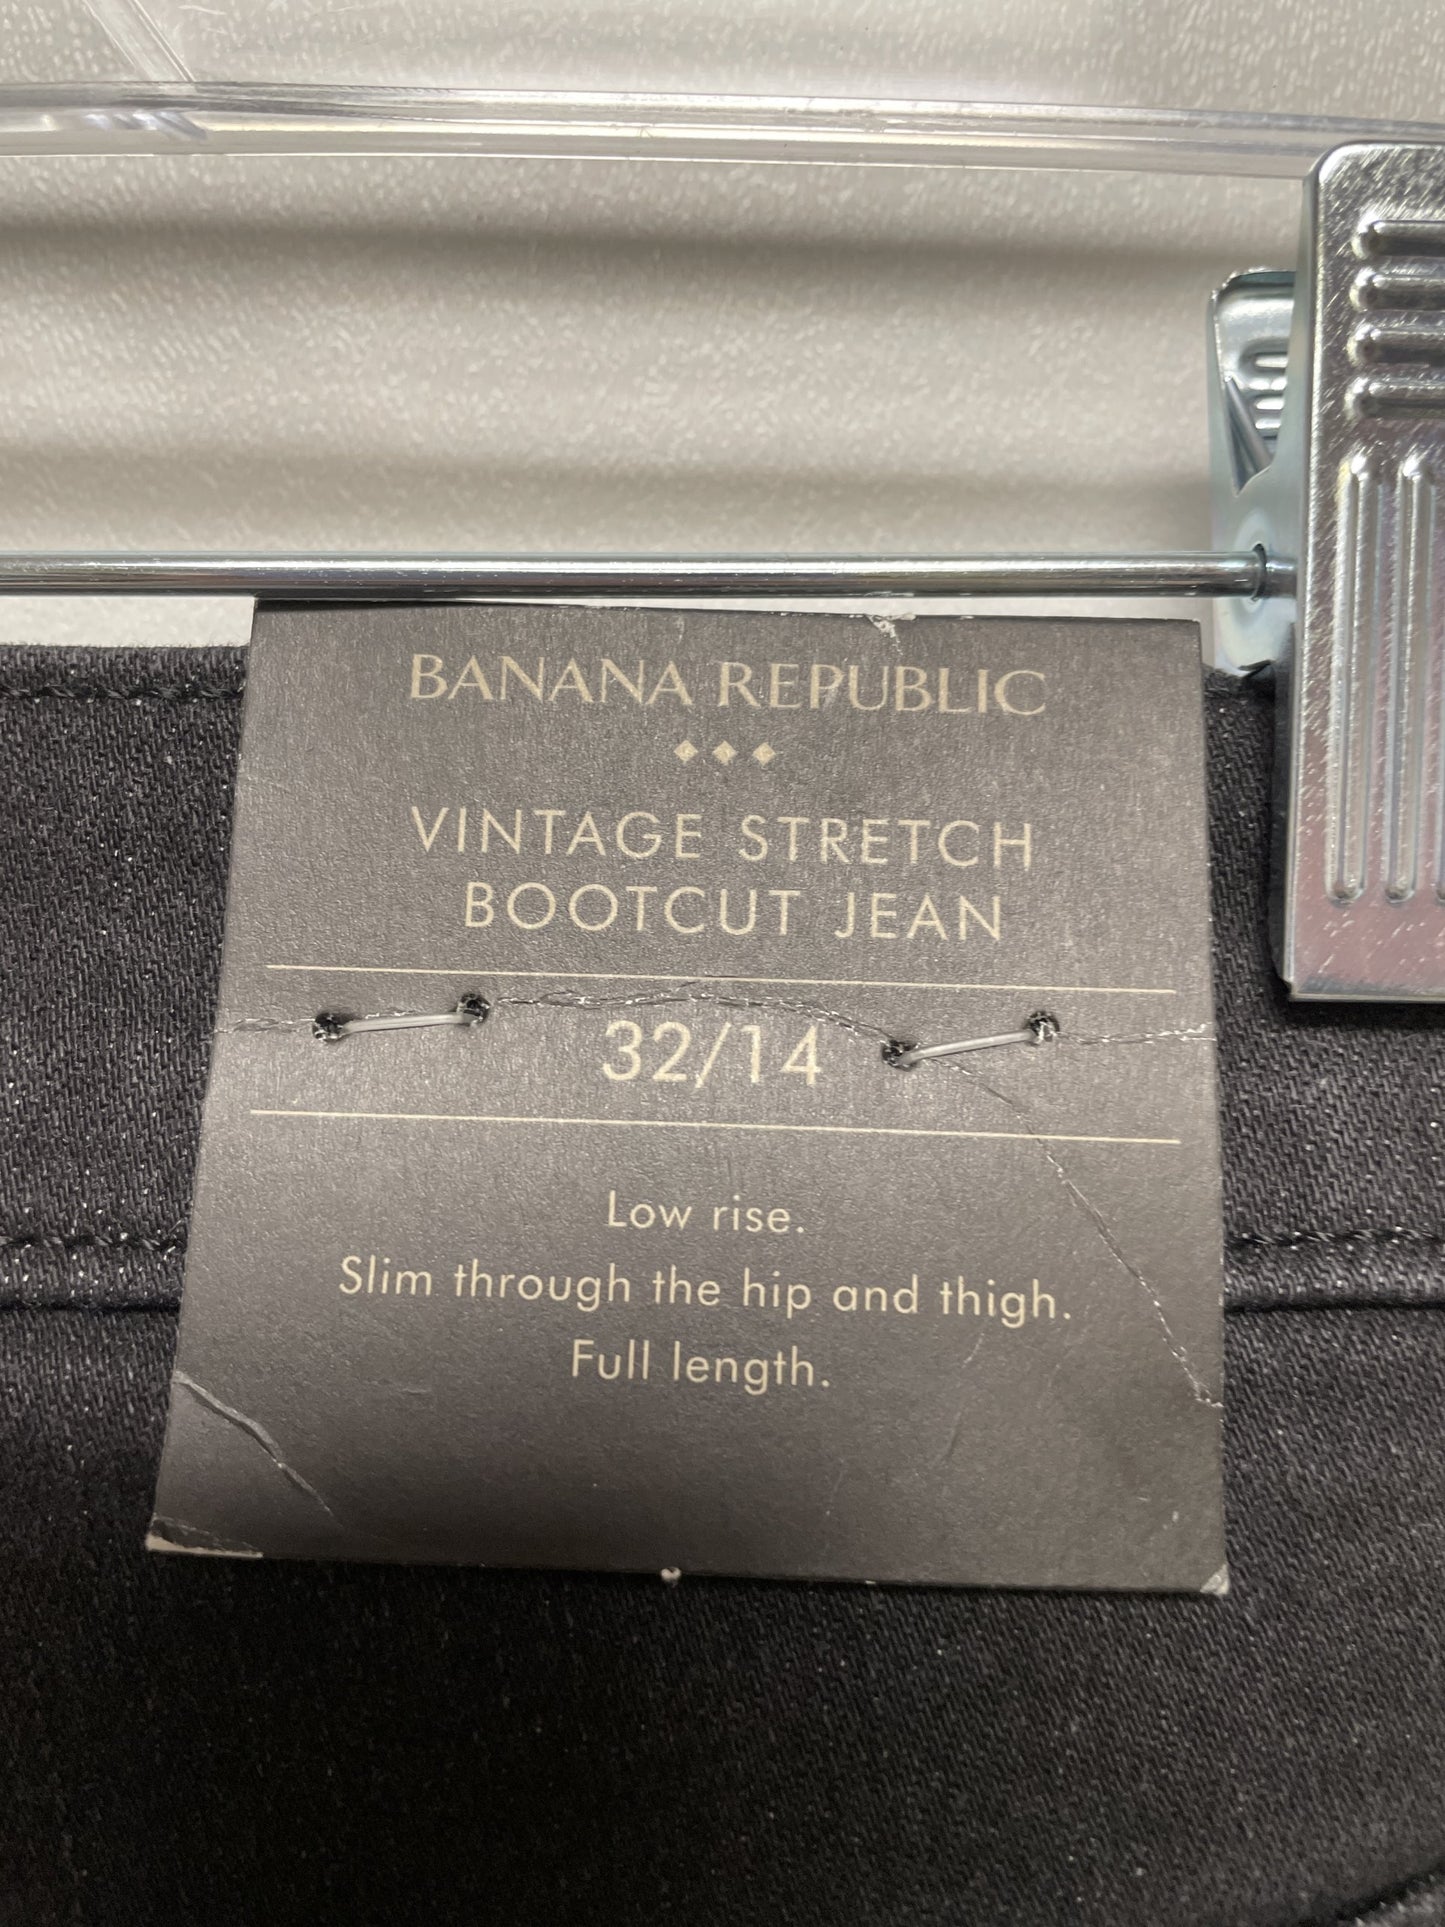 BANANA REPUBLIC
VINTAGE STRETCH
BOOTCUT JEAN
32/14
Low rise.
Slim through the hip and thigh.
Full length.